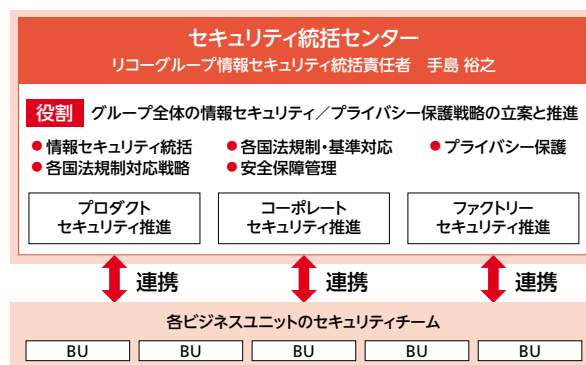 セキュリティ統括センター
リコーグループ情報セキュリティ統括責任者　手島 裕之
役割 グループ全体の情報セキュリティ／プライバシー保護戦略の立案と推進
●情報セキュリティ統括 ●各国法規制・基準対応 ●プライバシー保護
●各国法規制対応戦略 ●安全保障管理
プロダクト
セキュリティ推進
コーポレート
セキュリティ推進
ファクトリー
セキュリティ推進
連携 連携 連携
各ビジネスユニットのセキュリティチーム
BU BU BU BU BU